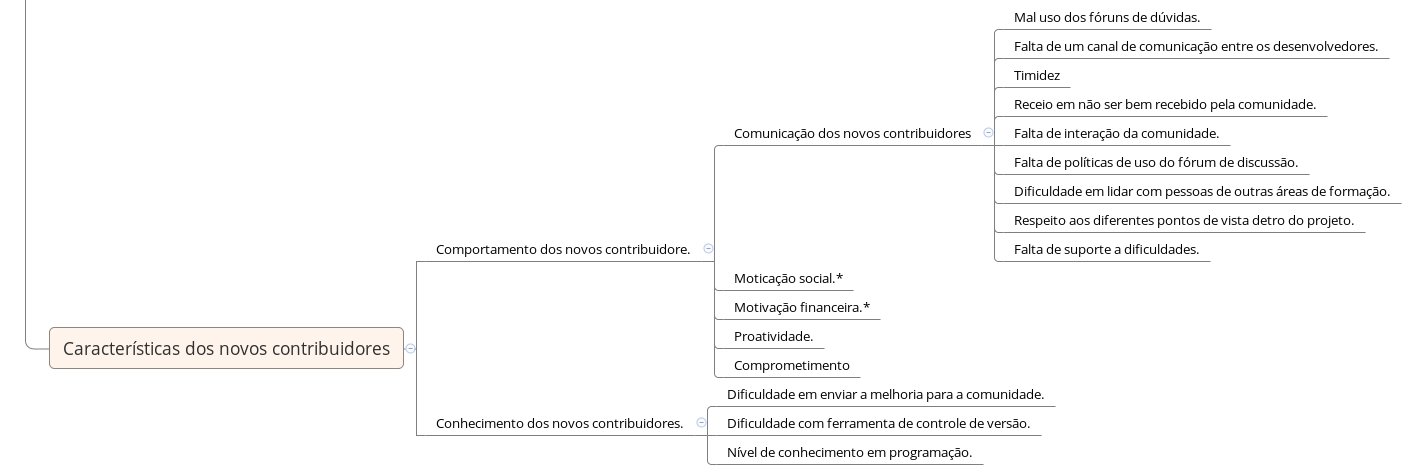 Mal uso dos fóruns de dúvidas.
Falta de um canal de comunicação entre os desenvolvedores.
Timidez
Receio em não ser bem recebido pela comunidade.
Comunicação dos novos contribuidores
Falta de interação da comunidade.
Falta de políticas de uso do fórum de discussão.
Dificuldade em lidar com pessoas de outras áreas de formação.
Respeito aos diferentes pontos de vista detro do projeto.
Comportamento dos novos contribuidore.
Falta de suporte a dificuldades.
Moticação social.*
Motivação financeira.*
Proatividade.
Características dos novos contribuidores
Comprometimento
Dificuldade em enviar a melhoria para a comunidade.
Conhecimento dos novos contribuidores.
Dificuldade com ferramenta de controle de versão.
Nível de conhecimento em programação.